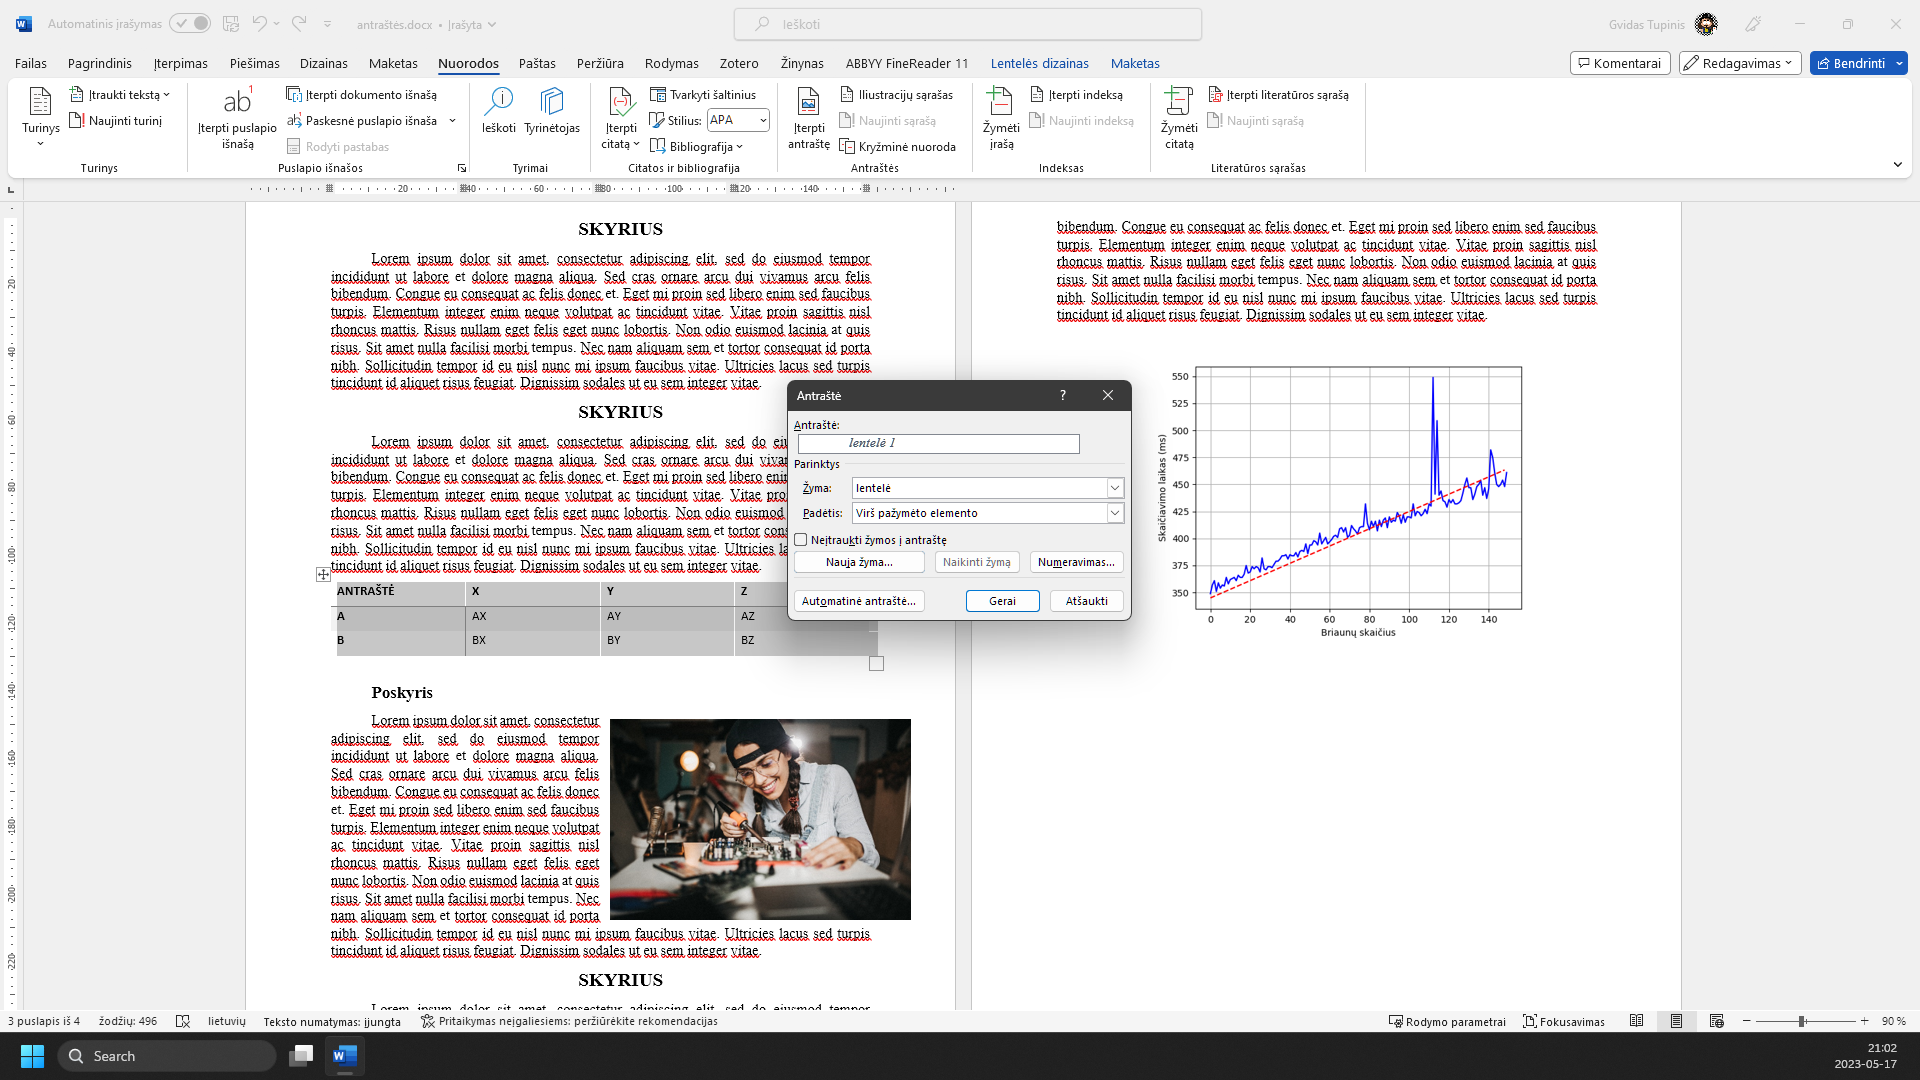 Automatinis įrašymas
antraštės.docx • Įrašyta
Ieškoti
Gvidas Tupinis
Failas Pagrindinis Įterpimas Piešimas Dizainas Maketas Nuorodos Paštas Peržiūra Rodymas Zotero Žinynas ABBYY FineReader 11 Lentelės dizainas Maketas
Komentarai Redagavimas Bendrinti
Turinys
Įtraukti tekstą
Naujinti turinį
Turinys
ab
Įterpti puslapio išnašą
Įterpti dokumento išnašą
Paskesnė puslapio išnaša
Rodyti pastabas
Puslapio išnašos
Ieškoti
Tyrinėtojas
Tyrimai
Įterpti citatą
Tvarkyti šaltinius
Stilius: APA
Bibliografija
Citatos ir bibliografija
Įterpti antraštę
Iliustracijų sąrašas
Naujinti sąrašą
Kryžminė nuoroda
Antraštės
Žymėti įrašą
Įterpti indeksą
Naujinti indeksą
Indeksas
Žymėti citatą
Įterpti literatūros sąrašą
Naujinti sąrašą
Literatūros sąrašas
20 40 60 80 100 120 140
SKYRIUS
Lorem ipsum dolor sit amet, consectetur adipiscing elit, sed do eiusmod tempor
incididunt ut labore et dolore magna aliqua. Sed cras ornare arcu dui vivamus arcu felis
bibendum. Congue eu consequat ac felis donec et. Eget mi proin sed libero enim sed faucibus
turpis. Elementum integer enim neque volutpat ac tincidunt vitae. Vitae proin sagittis nisl
rhoncus mattis. Risus nullam eget felis eget nunc lobortis. Non odio euismod lacinia at quis
risus. Sit amet nulla facilisi morbi tempus. Nec nam aliquam sem et tortor consequat id porta
nibh. Sollicitudin tempor id eu nisl nunc mi ipsum faucibus vitae. Ultricies lacus sed turpis
tincidunt id aliquet risus feugiat. Dignissim sodales ut eu sem integer vitae.
SKYRIUS
Lorem ipsum dolor sit amet, consectetur adipiscing elit, sed do
incididunt ut labore et dolore magna aliqua. Sed cras ornare arcu dui
bibendum. Congue eu consequat ac felis donec et. Eget mi proin sed libero
turpis. Elementum integer enim neque volutpat ac tincidunt vitae. Vitae
rhoncus mattis. Risus nullam eget felis eget nunc lobortis. Non odio euismod
risus. Sit amet nulla facilisi morbi tempus. Nec nam aliquam sem et tortor
nibh. Sollicitudin tempor id eu nisl nunc mi ipsum faucibus vitae. Ultricies
tincidunt id aliquet risus feugiat. Dignissim sodales ut eu sem integer vitae.
ANTRAŠTĖ X Y Z
A AX AY AZ
B BX BY BZ
Poskyris
Lorem ipsum dolor sit amet, consectetur
adipiscing elit, sed do eiusmod tempor
incididunt ut labore et dolore magna aliqua.
Sed cras ornare arcu dui vivamus arcu felis
bibendum. Congue eu consequat ac felis donec
et. Eget mi proin sed libero enim sed faucibus
turpis. Elementum integer enim neque volutpat
ac tincidunt vitae. Vitae proin sagittis nisl
rhoncus mattis. Risus nullam eget felis eget
nunc lobortis. Non odio euismod lacinia at quis
risus. Sit amet nulla facilisi morbi tempus. Nec
nam aliquam sem et tortor consequat id porta
nibh. Sollicitudin tempor id eu nisl nunc mi ipsum faucibus vitae. Ultricies lacus sed turpis
tincidunt id aliquet risus feugiat. Dignissim sodales ut eu sem integer vitae.
SKYRIUS
Lorem ipsum dolor sit amet, consectetur adipiscing elit, sed do eiusmod tempor
Antraštė ?
Antraštė:
lentelė 1
Parinktys
Žyma: lentelė
Padėtis: Virš pažymėto elemento
Neįtraukti žymos į antraštę
Nauja žyma... Naikinti žymą Numeravimas...
Automatinė antraštė... Gerai Atšaukti
bibendum. Congue eu consequat ac felis donec et. Eget mi proin sed libero enim sed faucibus
turpis. Elementum integer enim neque volutpat ac tincidunt vitae. Vitae proin sagittis nisl
rhoncus mattis. Risus nullam eget felis eget nunc lobortis. Non odio euismod lacinia at quis
risus. Sit amet nulla facilisi morbi tempus. Nec nam aliquam sem et tortor consequat id porta
nibh. Sollicitudin tempor id eu nisl nunc mi ipsum faucibus vitae. Ultricies lacus sed turpis
tincidunt id aliquet risus feugiat. Dignissim sodales ut eu sem integer vitae.
Skaičiavimo laikas (ms)
550
525
500
475
450
425
400
375
350
0 20 40 60 80 100 120 140
Briaunų skaičius
20
40
60
80
100
120
140
160
180
200
220
3 puslapis iš 4 žodžių: 496 lietuvių Teksto numatymas: įjungta Pritaikymas neįgaliesiems: peržiūrėkite rekomendacijas
Rodymo parametrai Fokusavimas 90 %
Search
21:02
2023-05-17